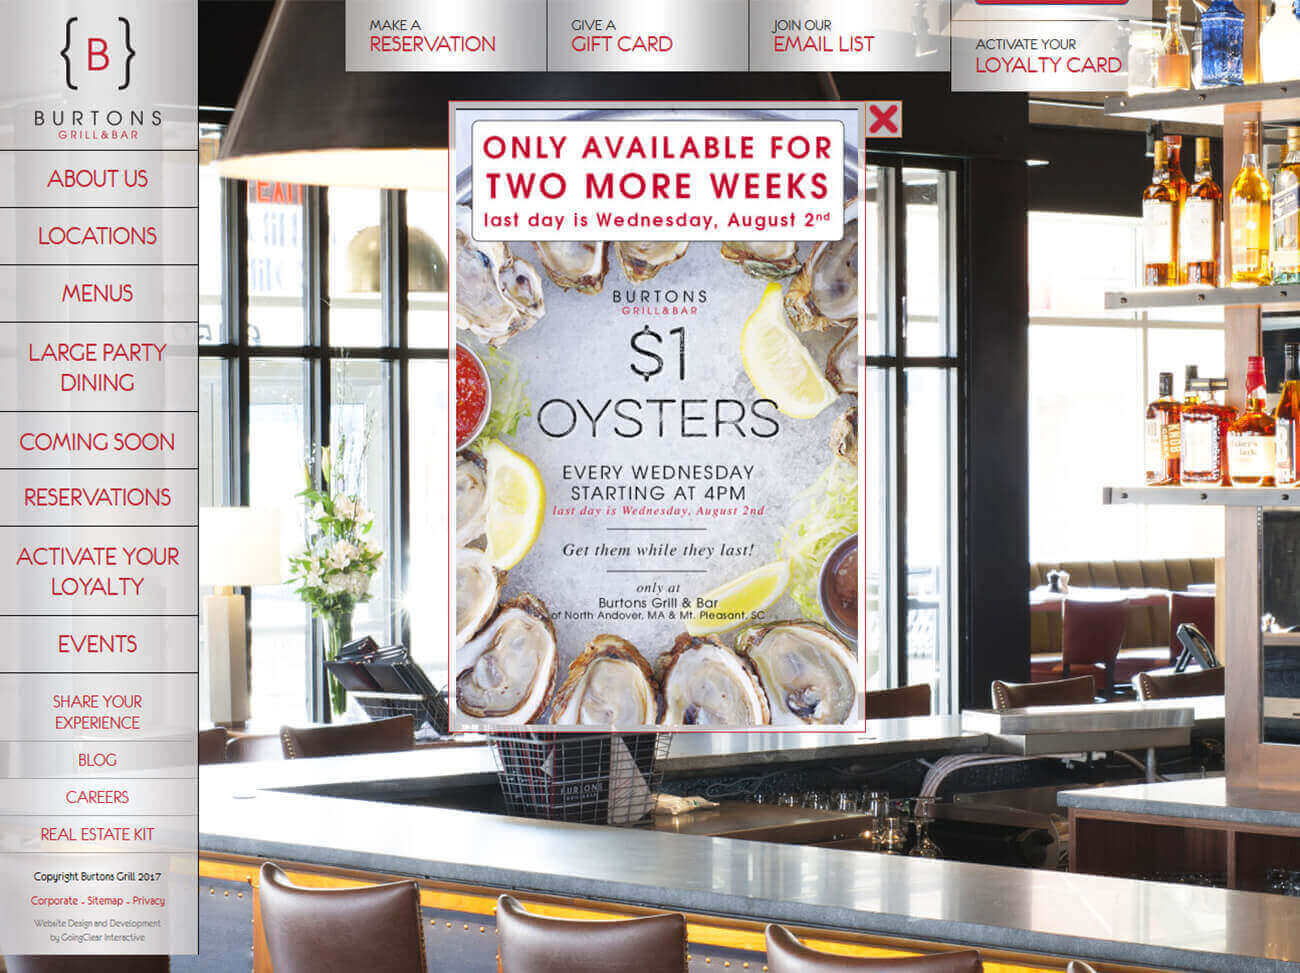 {B}
BURTONS
GRILL&BAR
ABOUT US
LOCATIONS
MENUS
LARGE PARTY
DINING
COMING SOON
RESERVATIONS
ACTIVATE YOUR
LOYALTY
EVENTS
SHARE YOUR
EXPERIENCE
BLOG
CAREERS
REAL ESTATE KIT
Copyright Burtons Grill 2017
Corporate - Sitemap - Privacy
Website Design and Development
by GoingClear Interactive
MAKE A
RESERVATION
GIVE A
GIFT CARD
JOIN OUR
EMAIL LIST
ACTIVATE YOUR
LOYALTY CARD
ONLY AVAILABLE FOR
TWO MORE WEEKS
last day is Wednesday, August 2nd
BURTONS
GRILL&BAR
$1
OYSTERS
EVERY WEDNESDAY
STARTING AT 4PM
last day is Wednesday, August 2nd
Get them while they last!
only at
Burtons Grill & Bar
of North Andover, MA & Mt. Pleasant, SC
EXIT
BURTONS